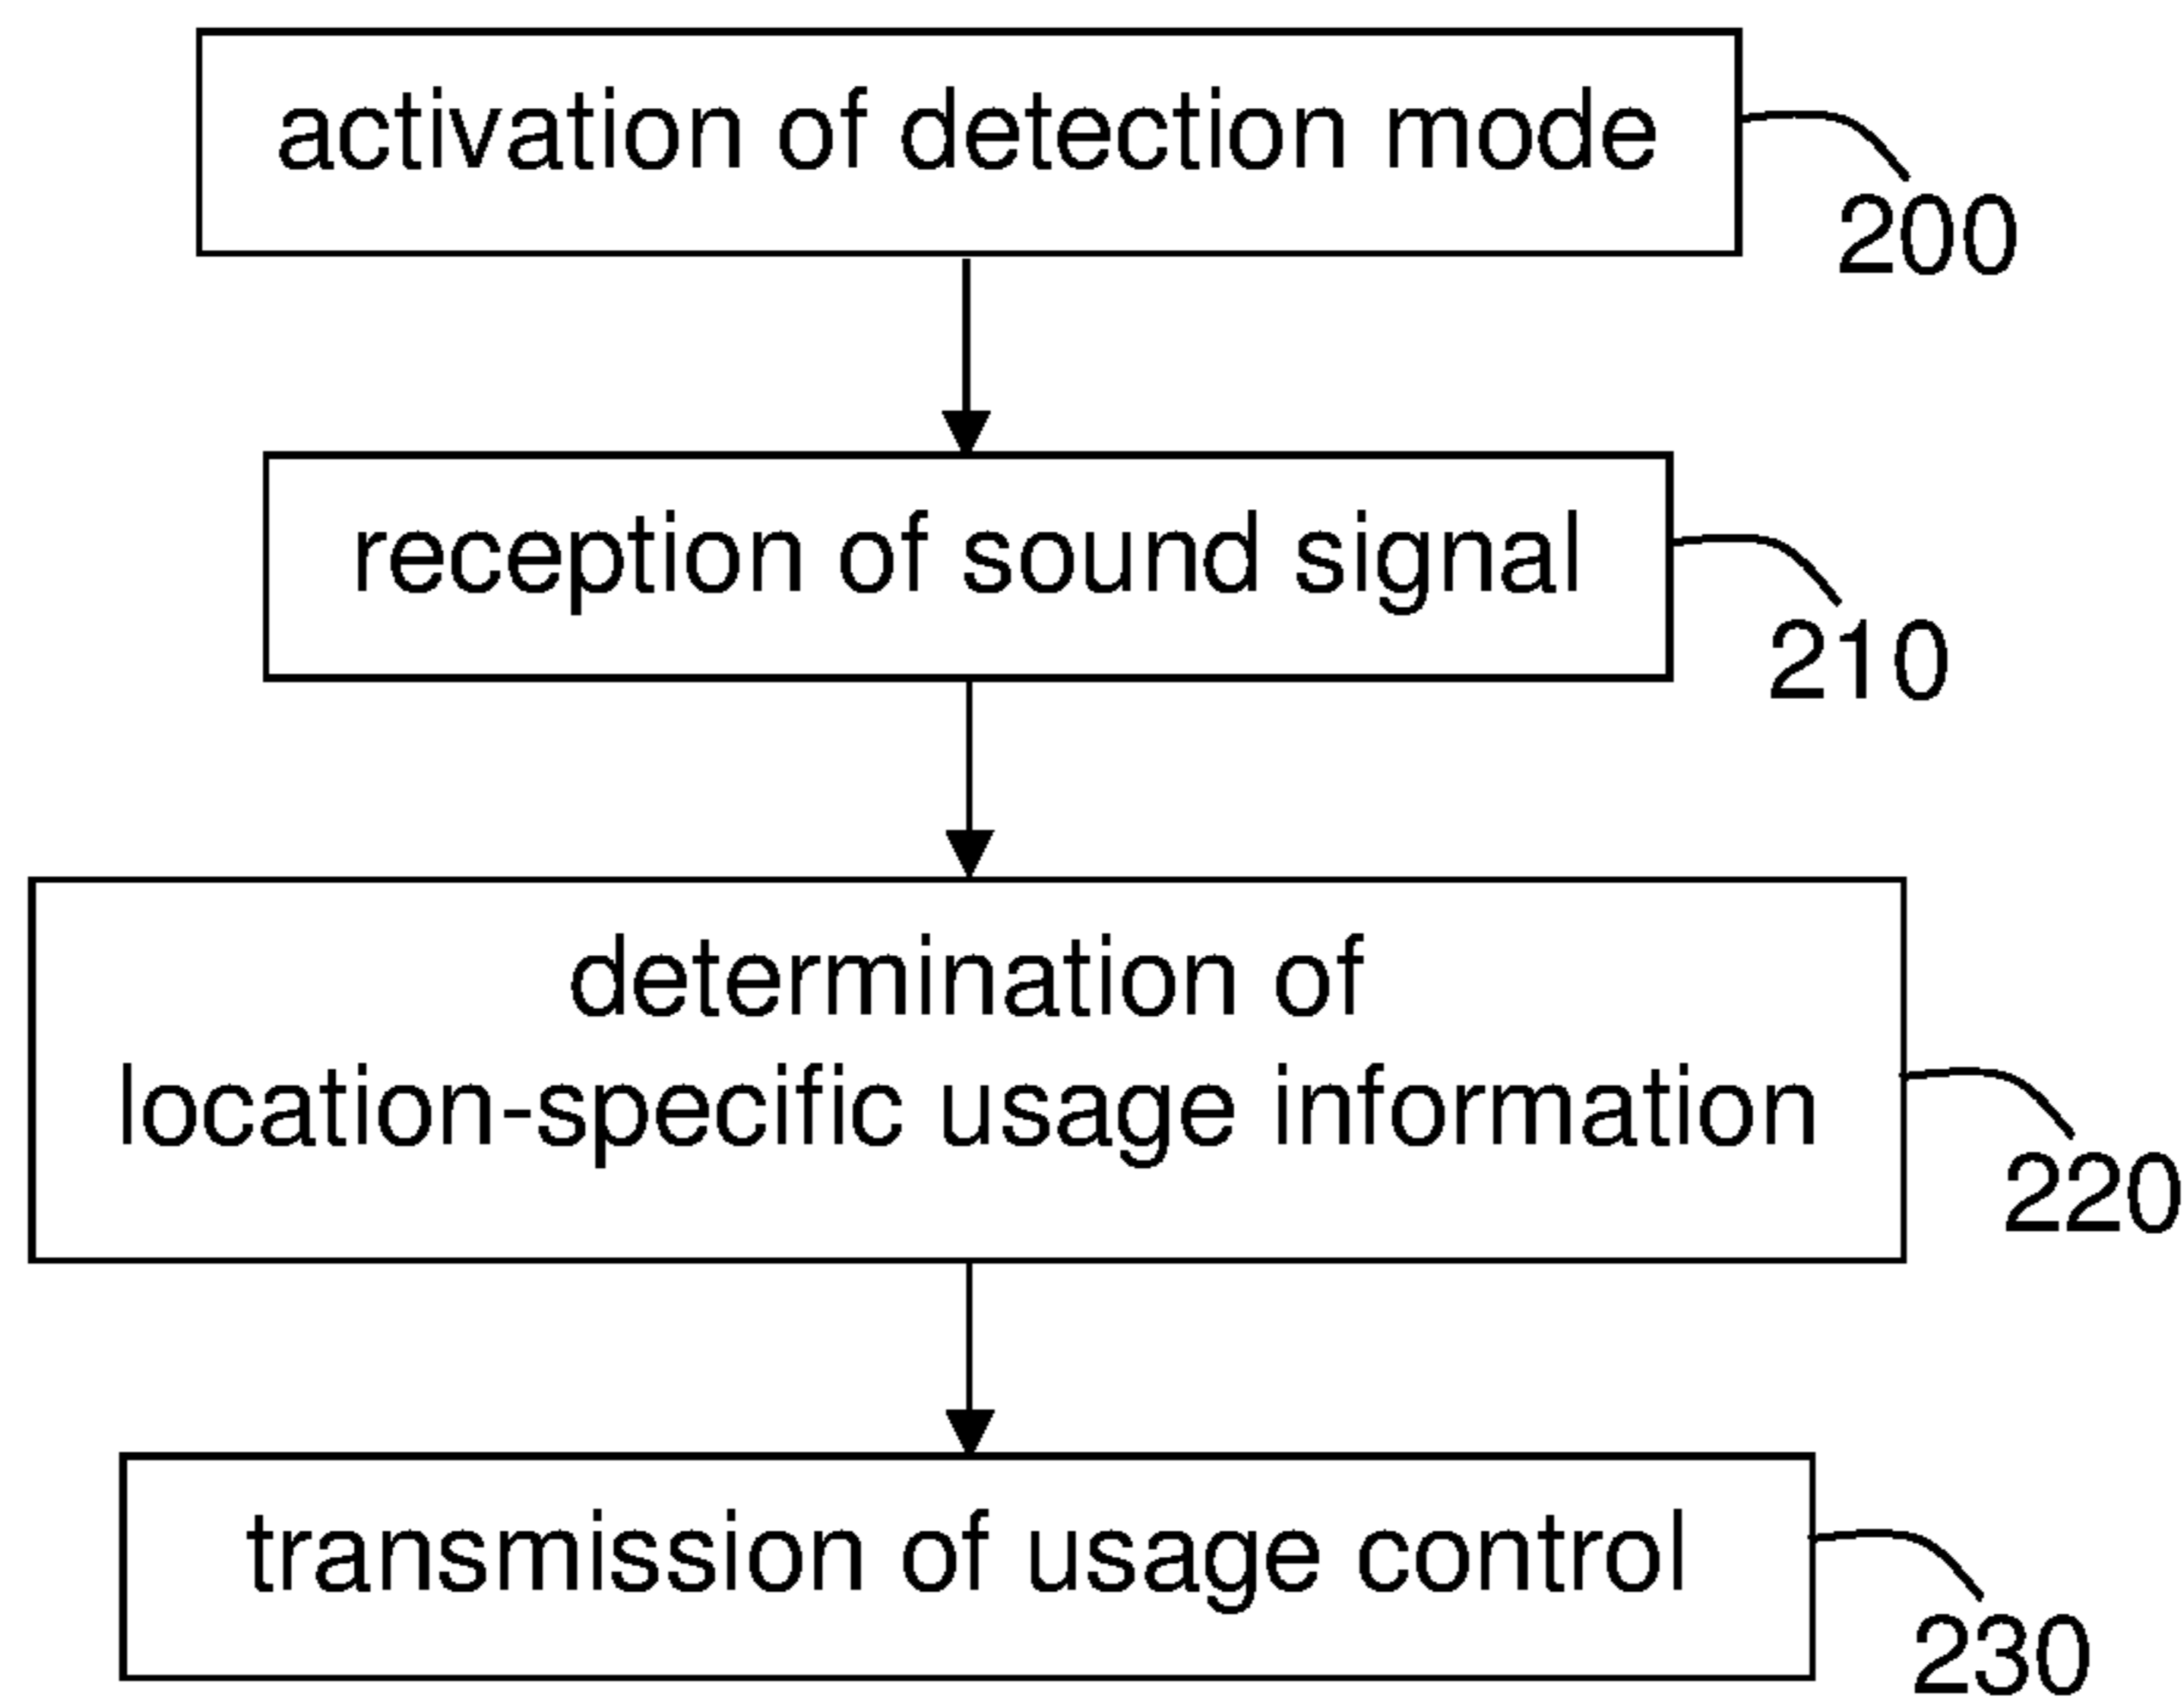 activation of detection mode
200
reception of sound signal
210
determination of
location-specific usage information
220
transmission of usage control
230